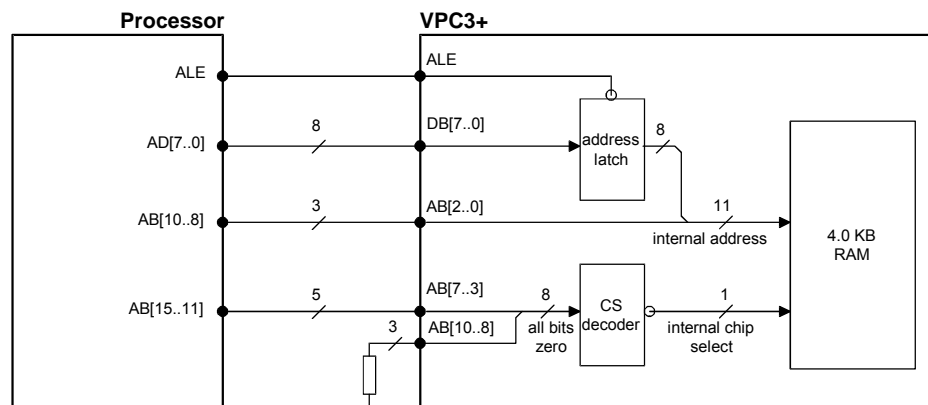 Processor
VPC3+
ALE
ALE
AD[7..0]
8
DB[7..0]
address
latch
8
AB[10..8]
3
AB[2..0]
11
internal address
4.0 KB
RAM
AB[15..11]
5
AB[7..3]
8
all bits
zero
CS
decoder
1
internal chip
select
3
AB[10..8]